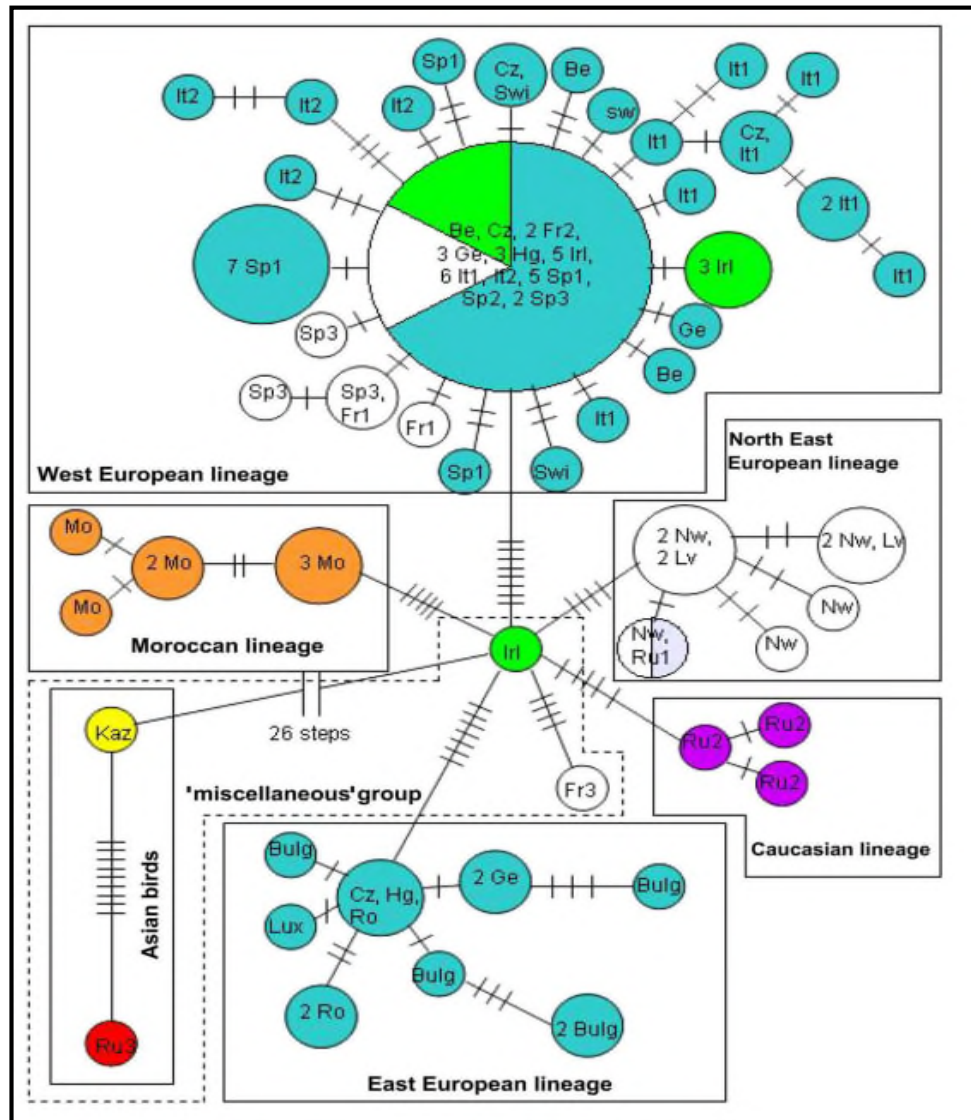 It2
It2
It2
Sp1
Cz,
Swi
Be
sw
It1
It1
It1
Cz,
It1
It1
2 It1
It1
It2
7 Sp1
Be, Cz, 2 Fr2,
3 Ge, 3 Hg, 5 Irl,
6 It1, It2, 5 Sp1,
Sp2, 2 Sp3
3 Irl
Sp3
Ge
Be
Sp3
Sp3,
Fr1
Fr1
It1
Sp1
Swi
West European lineage
North East
European lineage
2 Nw,
2 Lv
2 Nw, Lv
Nw
Nw
Nw,
Ru1
Mo
2 Mo
3 Mo
Mo
Moroccan lineage
Irl
Kaz
26 steps
Ru2
Ru2
Ru2
Caucasian lineage
'miscellaneous' group
Fr3
Asian birds
Ru3
Bulg
Cz, Hg,
Ro
2 Ge
Bulg
Lux
Bulg
2 Ro
2 Bulg
East European lineage